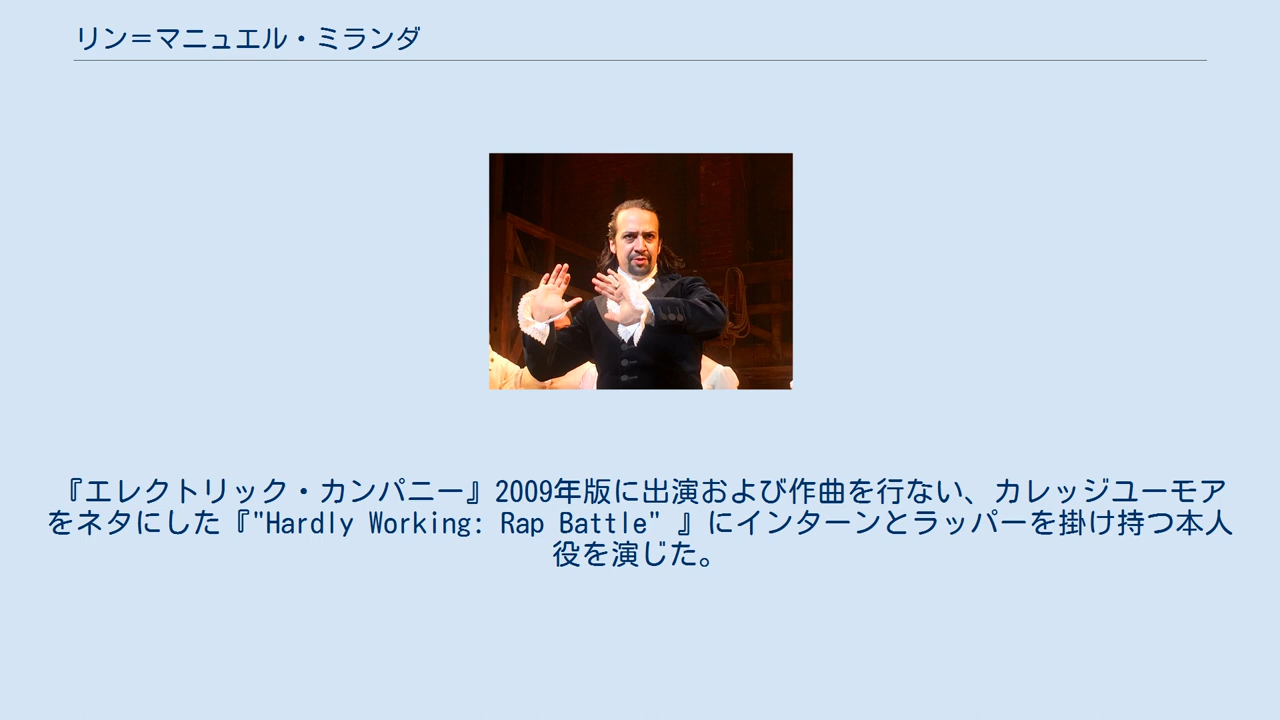 リン＝マニュエル・ミランダ
『エレクトリック・カンパニー』2009年版に出演および作曲を行ない、カレッジユーモア
をネタにした『"Hardly Working: Rap Battle" 』にインターンとラッパーを掛け持つ本人
役を演じた。